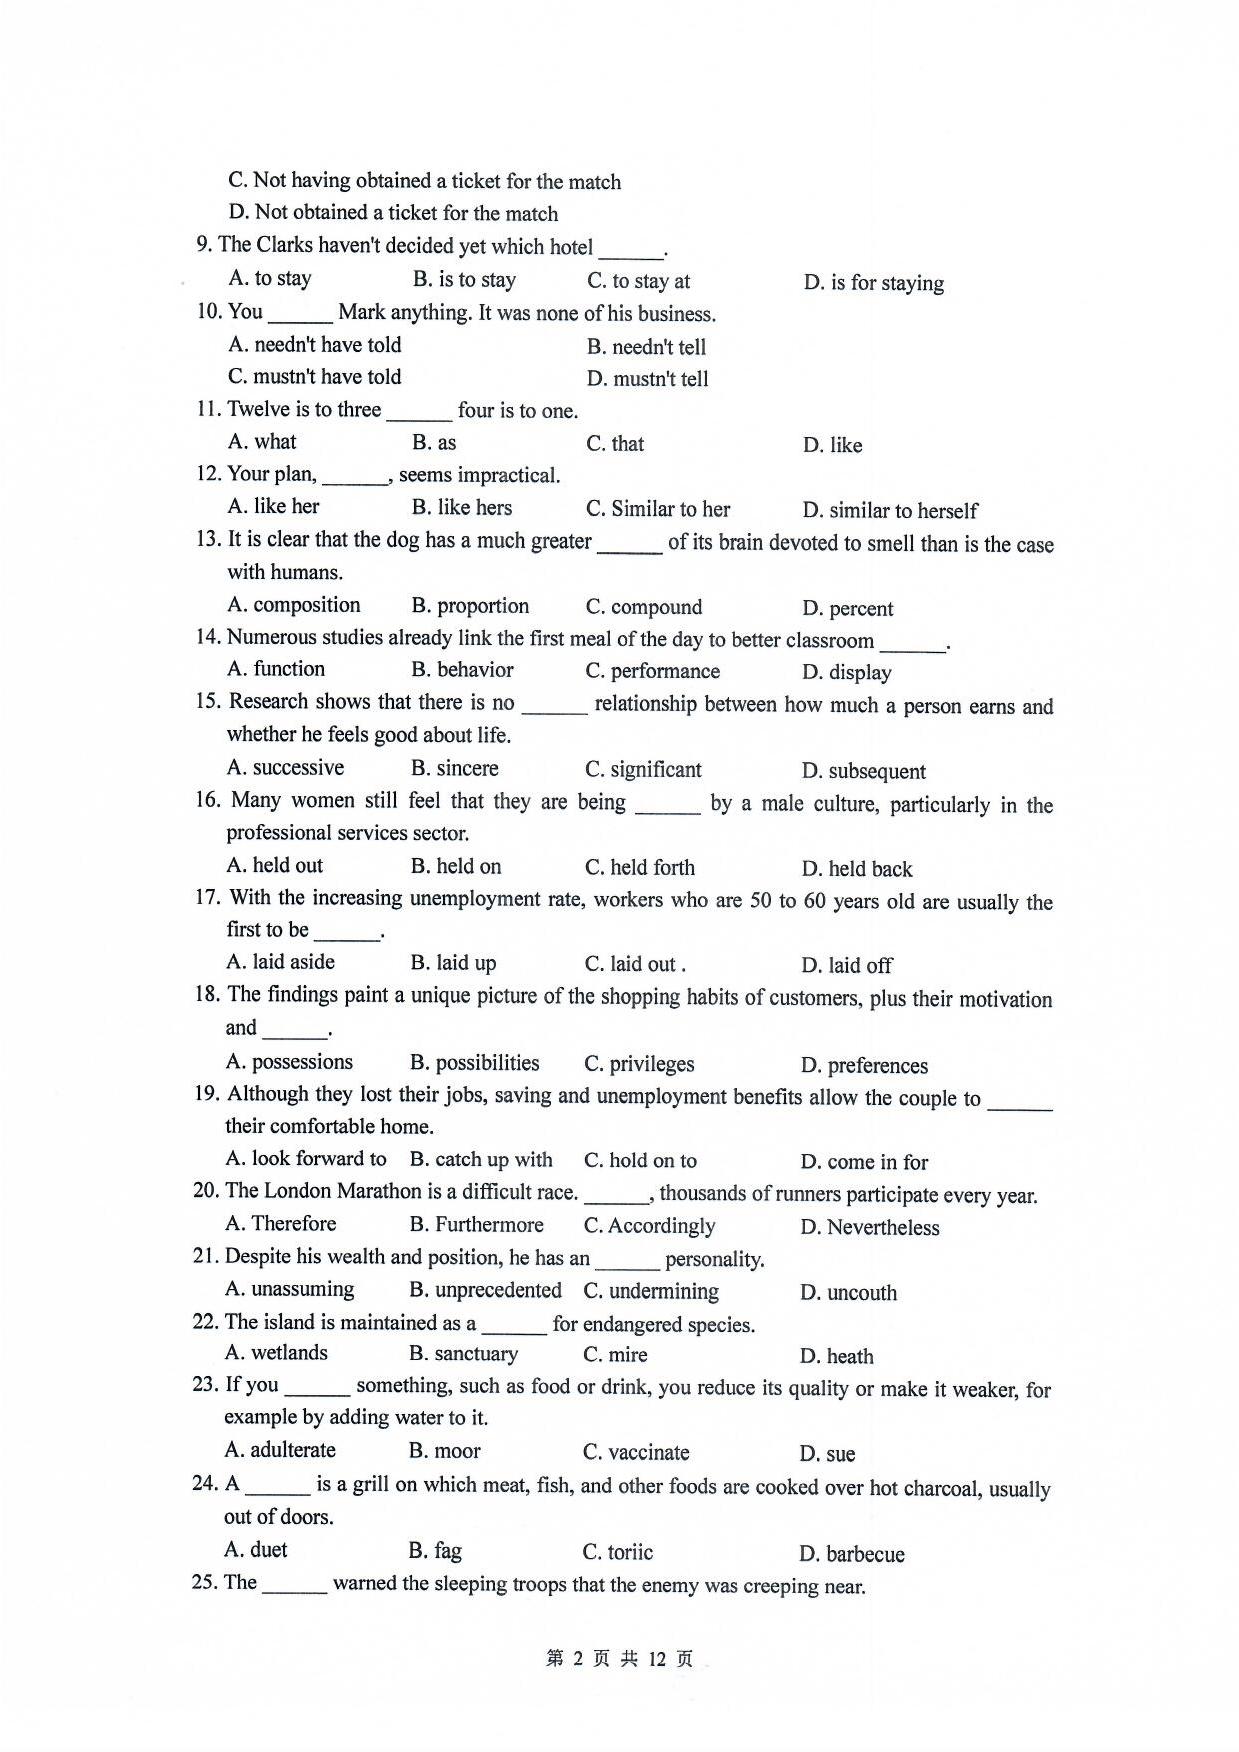 C. Not having obtained a ticket for the match
D. Not obtained a ticket for the match
9. The Clarks haven't decided yet which hotel ______.
A. to stay B. is to stay C. to stay at D. is for staying
10. You ______ Mark anything. It was none of his business.
A. needn't have told B. needn't tell
C. mustn't have told D. mustn't tell
11. Twelve is to three ______ four is to one.
A. what B. as C. that D. like
12. Your plan, ______, seems impractical.
A. like her B. like hers C. Similar to her D. similar to herself
13. It is clear that the dog has a much greater ______ of its brain devoted to smell than is the case
with humans.
A. composition B. proportion C. compound D. percent
14. Numerous studies already link the first meal of the day to better classroom ______.
A. function B. behavior C. performance D. display
15. Research shows that there is no ______ relationship between how much a person earns and
whether he feels good about life.
A. successive B. sincere C. significant D. subsequent
16. Many women still feel that they are being ______ by a male culture, particularly in the
professional services sector.
A. held out B. held on C. held forth D. held back
17. With the increasing unemployment rate, workers who are 50 to 60 years old are usually the
first to be ______.
A. laid aside B. laid up C. laid out . D. laid off
18. The findings paint a unique picture of the shopping habits of customers, plus their motivation
and ______.
A. possessions B. possibilities C. privileges D. preferences
19. Although they lost their jobs, saving and unemployment benefits allow the couple to ______
their comfortable home.
A. look forward to B. catch up with C. hold on to D. come in for
20. The London Marathon is a difficult race. ______, thousands of runners participate every year.
A. Therefore B. Furthermore C. Accordingly D. Nevertheless
21. Despite his wealth and position, he has an ______ personality.
A. unassuming B. unprecedented C. undermining D. uncouth
22. The island is maintained as a ______ for endangered species.
A. wetlands B. sanctuary C. mire D. heath
23. If you ______ something, such as food or drink, you reduce its quality or make it weaker, for
example by adding water to it.
A. adulterate B. moor C. vaccinate D. sue
24. A ______ is a grill on which meat, fish, and other foods are cooked over hot charcoal, usually
out of doors.
A. duet B. fag C. toriic D. barbecue
25. The ______ warned the sleeping troops that the enemy was creeping near.
第 2 页 共 12 页